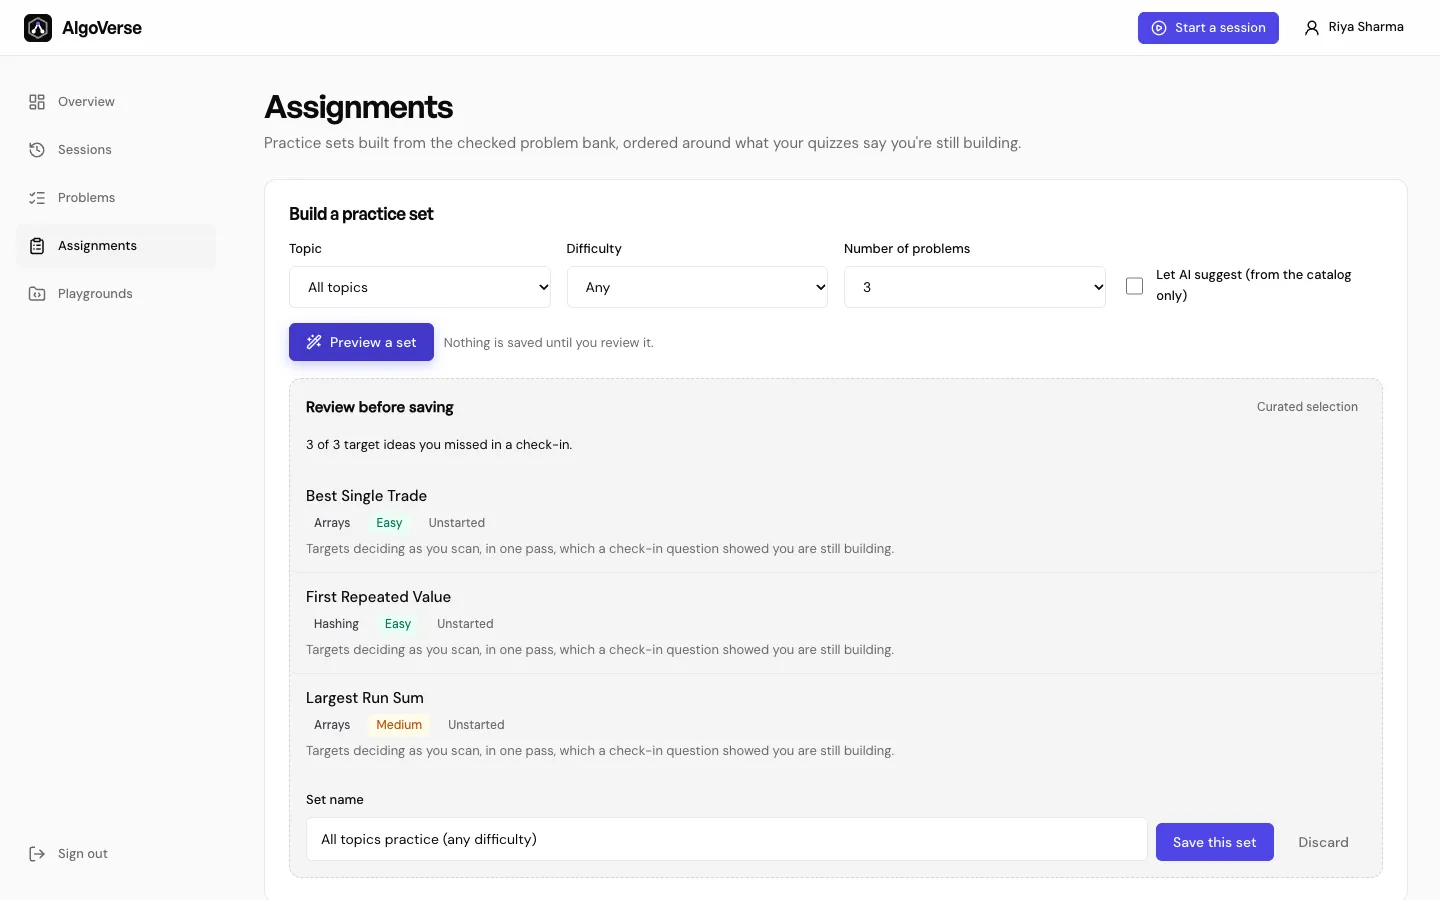 AlgoVerse
Start a session
Riya Sharma
Overview
Sessions
Problems
Assignments
Playgrounds
Sign out
Assignments
Practice sets built from the checked problem bank, ordered around what your quizzes say you're still building.
Build a practice set
Topic
Difficulty
Number of problems
All topics
Any
3
Let AI suggest (from the catalog
only)
Preview a set
Nothing is saved until you review it.
Review before saving
Curated selection
3 of 3 target ideas you missed in a check-in.
Best Single Trade
Arrays Easy Unstarted
Targets deciding as you scan, in one pass, which a check-in question showed you are still building.
First Repeated Value
Hashing Easy Unstarted
Targets deciding as you scan, in one pass, which a check-in question showed you are still building.
Largest Run Sum
Arrays Medium Unstarted
Targets deciding as you scan, in one pass, which a check-in question showed you are still building.
Set name
All topics practice (any difficulty)
Save this set
Discard